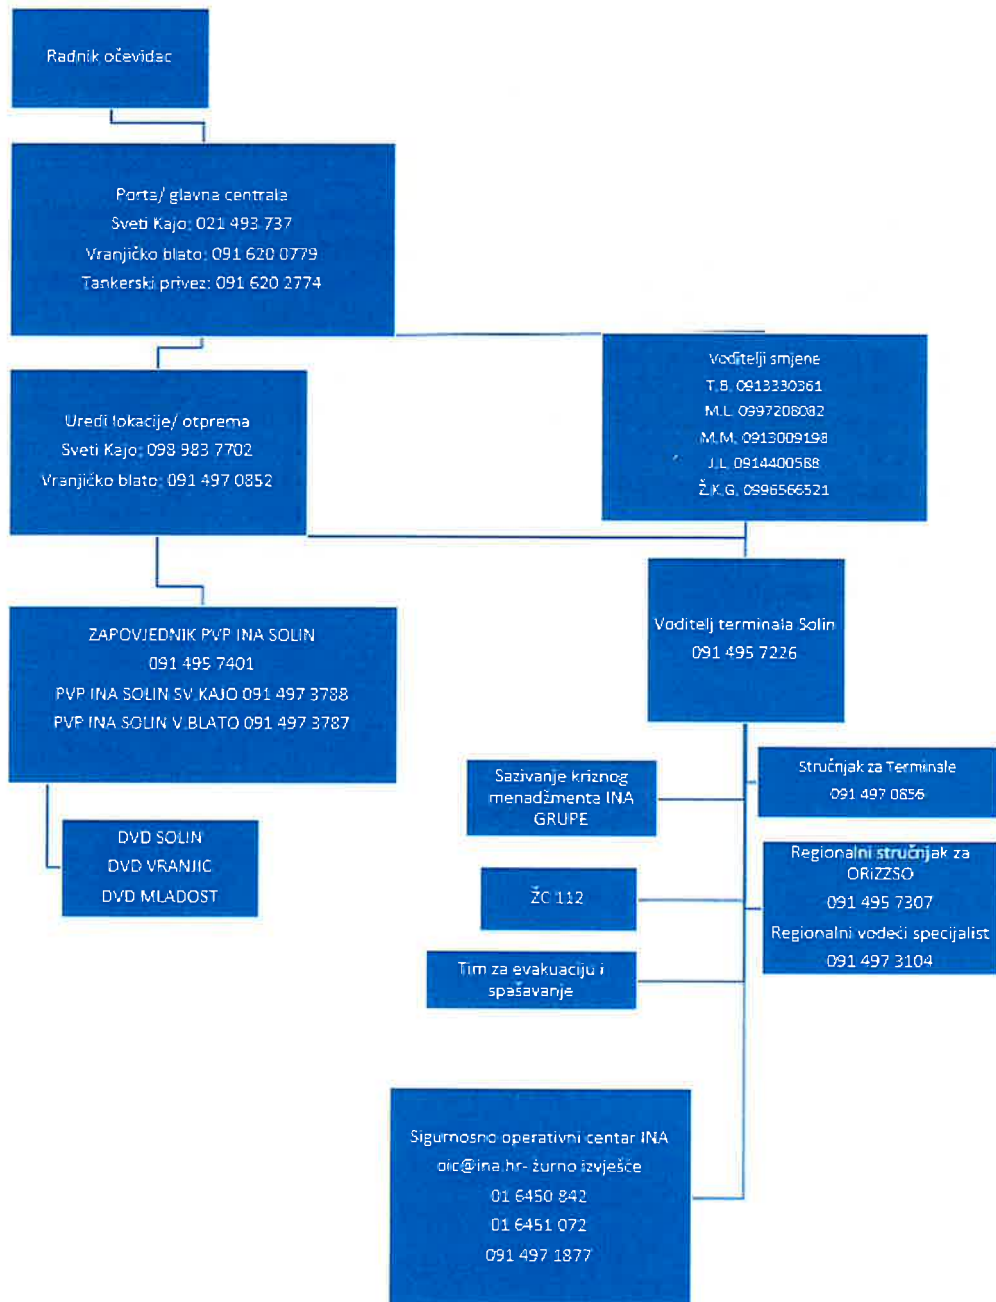 Radnik očevidac
Porta/ glavna centrala
Sveti Kajo: 021 493 737
Vranjičko blato: 091 620 0779
Tankerski privez: 091 620 2774
Voditelji smjene
T.B. 0913330361
M.L. 0997208082
M.M. 0913009198
J.L. 0914400588
Ž.K.G. 0996566521
Uredi lokacije/ otprema
Sveti Kajo: 098 983 7702
Vranjičko blato: 091 497 0852
Voditelj terminala Solin
091 495 7226
ZAPOVJEDNIK PVP INA SOLIN
091 495 7401
PVP INA SOLIN SV.KAJO 091 497 3788
PVP INA SOLIN V.BLATO 091 497 3787
DVD SOLIN
DVD VRANJIC
DVD MLADOST
Sazivanje kriznog
menadžmenta INA
GRUPE
Stručnjak za Terminale
091 497 0856
ŽC 112
Regionalni stručnjak za
ORiZZSO
091 495 7307
Regionalni vodeći specijalist
091 497 3104
Tim za evakuaciju i
spašavanje
Sigurnosno operativni centar INA
oic@ina.hr- žurno izvješće
01 6450 842
01 6451 072
091 497 1877